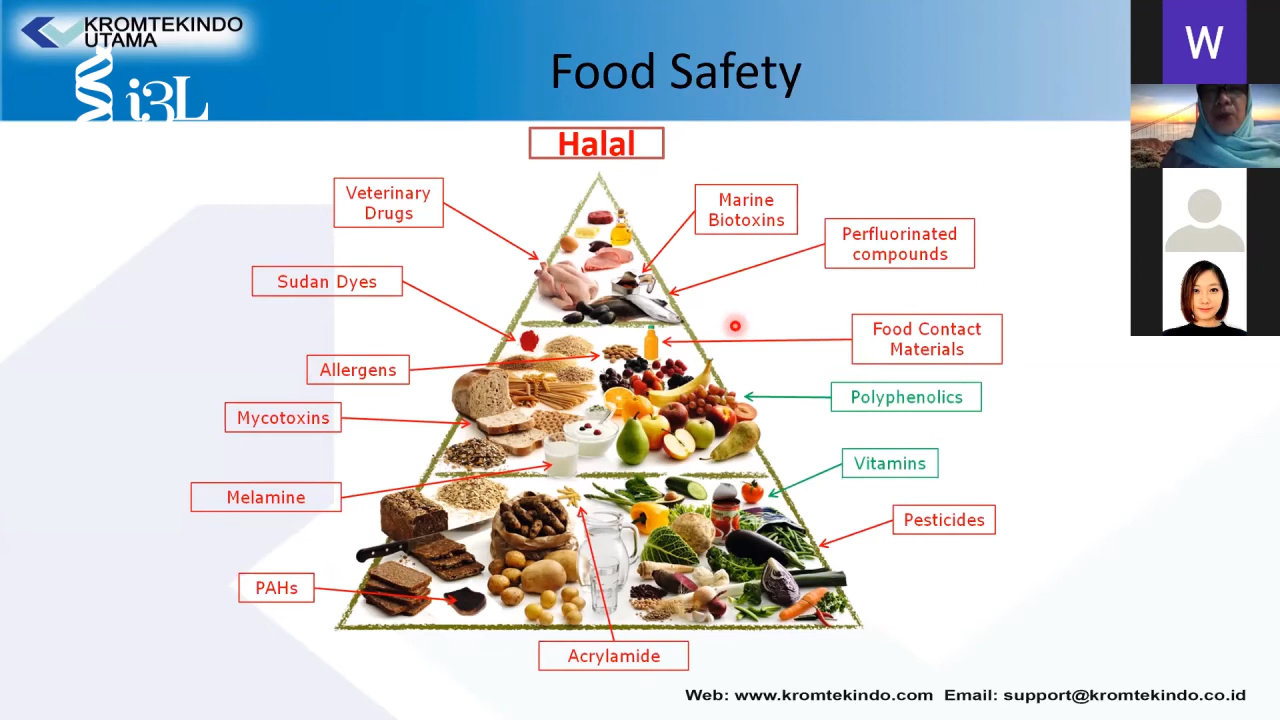 KROMTEKINDO
UTAMA
i3L
Food Safety
W
Halal
Veterinary
Drugs
Marine
Biotoxins
Perfluorinated
compounds
Sudan Dyes
Food Contact
Materials
Allergens
Polyphenolics
Mycotoxins
Vitamins
Melamine
Pesticides
PAHs
Acrylamide
Web: www.kromtekindo.com Email: support@kromtekindo.co.id